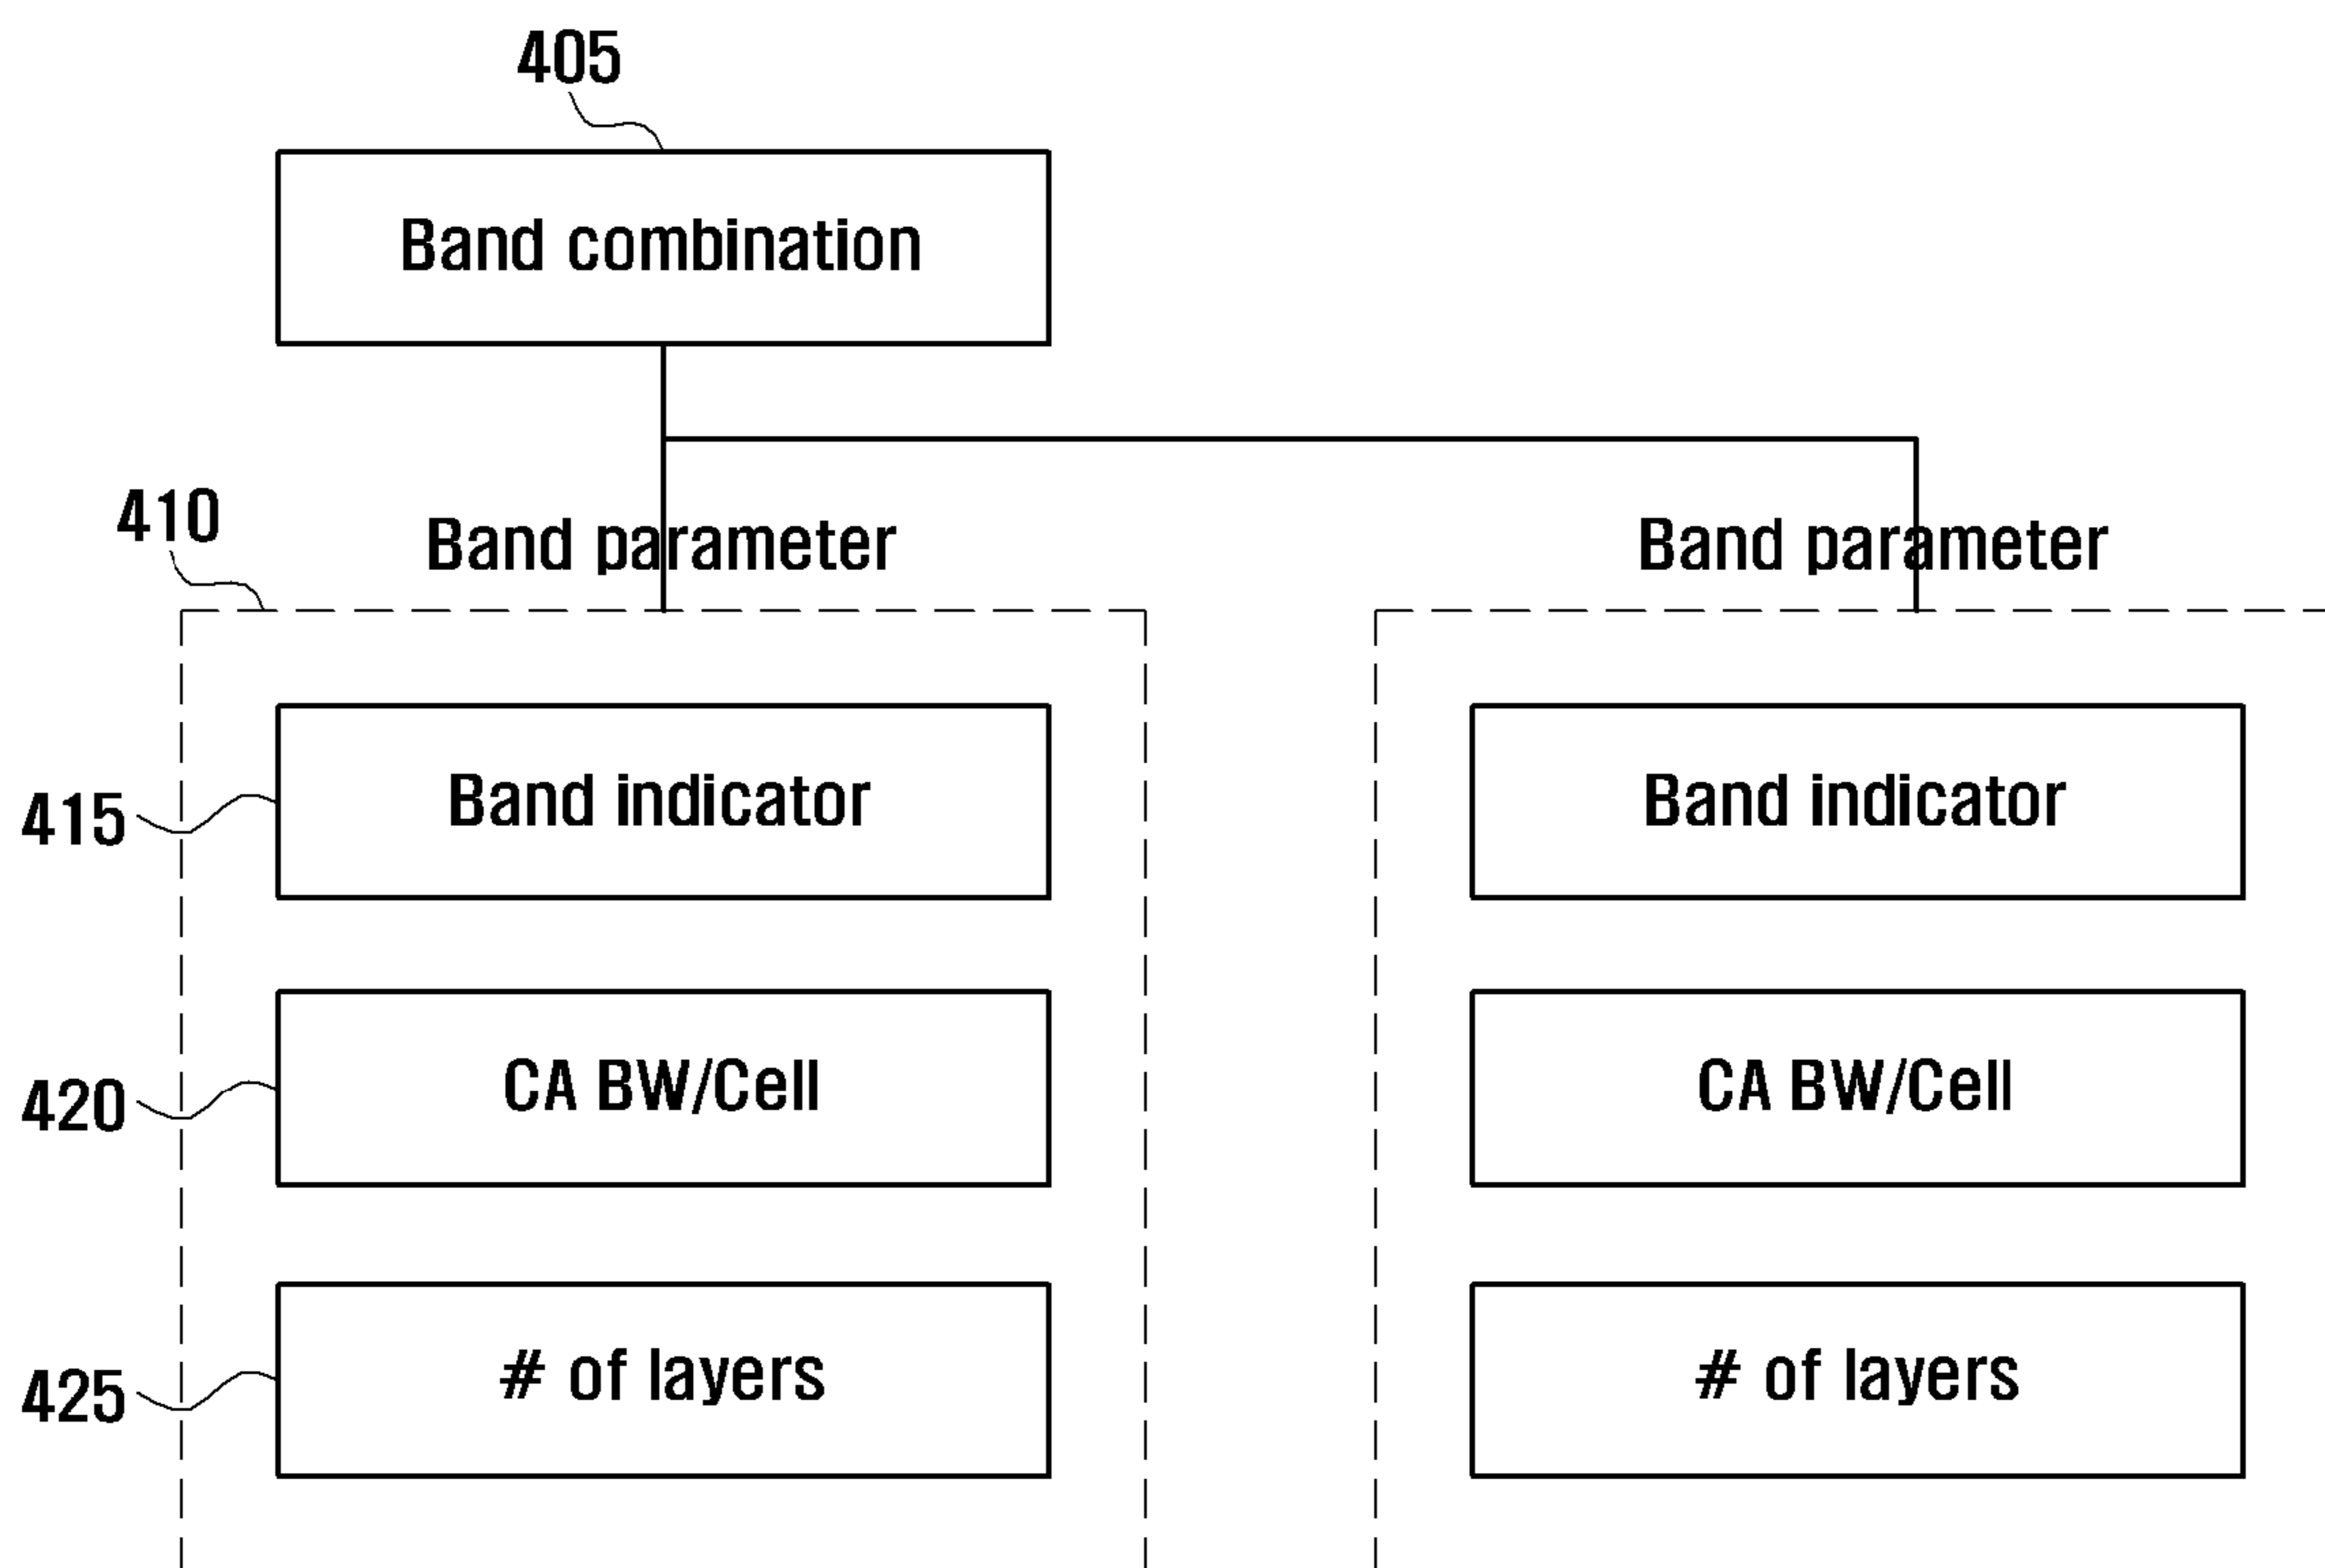 405
Band combination
410
Band parameter
Band parameter
Band indicator
Band indicator
415
CA BW/Cell
CA BW/Cell
420
# of layers
# of layers
425